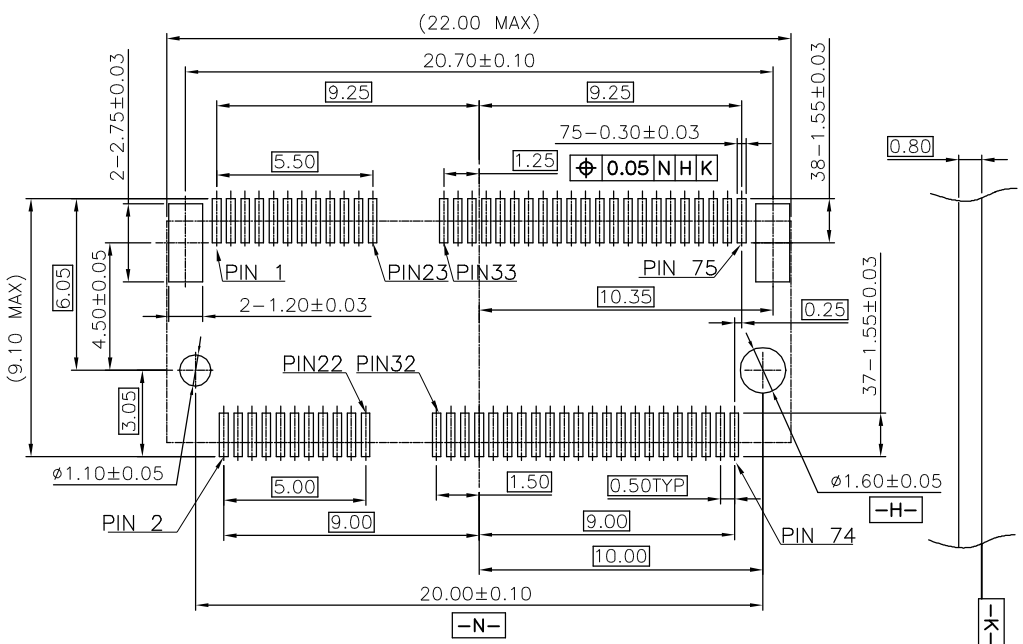 (22.00 MAX)
20.70±0.10
9.25
9.25
2-2.75±0.03
75-0.30±0.03
38-1.55±0.03
0.80
5.50
1.25
⌖ 0.05 N H K
PIN 1
PIN23
PIN33
PIN 75
(9.10 MAX)
6.05
4.50±0.05
2-1.20±0.03
10.35
0.25
37-1.55±0.03
PIN22
PIN32
3.05
ø1.10±0.05
5.00
1.50
0.50TYP
ø1.60±0.05
-H-
PIN 2
9.00
9.00
PIN 74
10.00
20.00±0.10
-N-
-K-